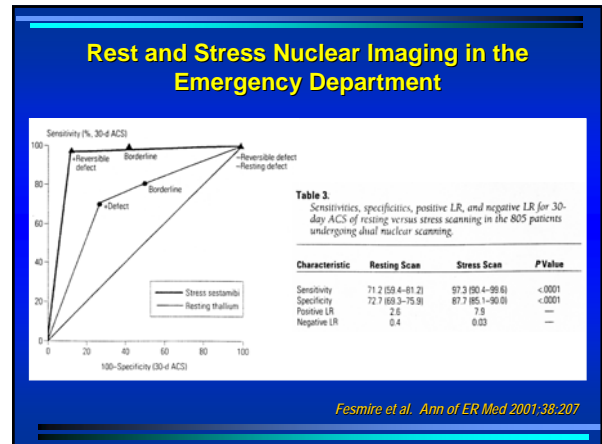 Rest and Stress Nuclear Imaging in the
Emergency Department
Sensitivity (%, 30-d ACS)
100
80
60
40
20
0
+Reversible
defect
Borderline
–Reversible defect
–Resting defect
+Defect
Borderline
Stress sestamibi
Resting thallium
0 20 40 60 80 100
100–Specificity (30-d ACS)
Table 3.
Sensitivities, specificities, positive LR, and negative LR for 30-
day ACS of resting versus stress scanning in the 805 patients
undergoing dual nuclear scanning.
Characteristic Resting Scan Stress Scan P Value
Sensitivity 71.2 (59.4–81.2) 97.3 (90.4–99.6) <.0001
Specificity 72.7 (69.3–75.9) 87.7 (85.1–90.0) <.0001
Positive LR 2.6 7.9 —
Negative LR 0.4 0.03 —
Fesmire et al. Ann of ER Med 2001;38:207